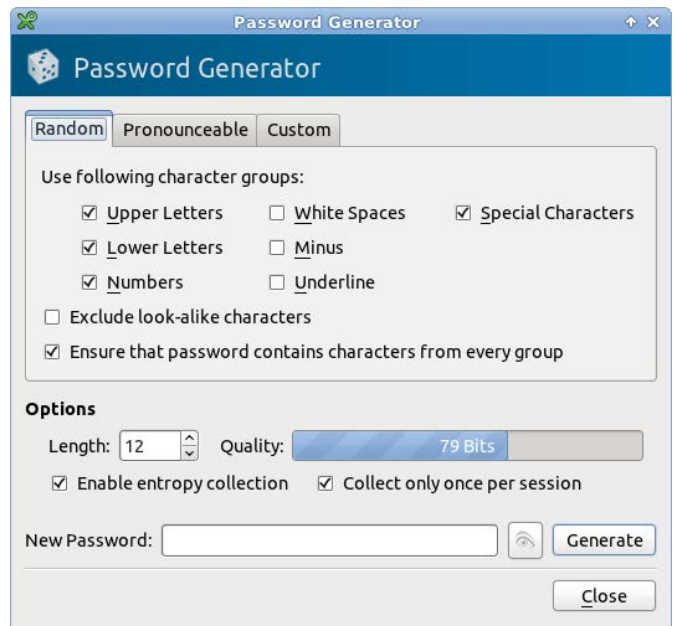 Password Generator
Password Generator
Random Pronounceable Custom
Use following character groups:
Upper Letters White Spaces Special Characters
Lower Letters Minus
Numbers Underline
Exclude look-alike characters
Ensure that password contains characters from every group
Options
Length: 12 Quality: 79 Bits
Enable entropy collection Collect only once per session
New Password: Generate
Close